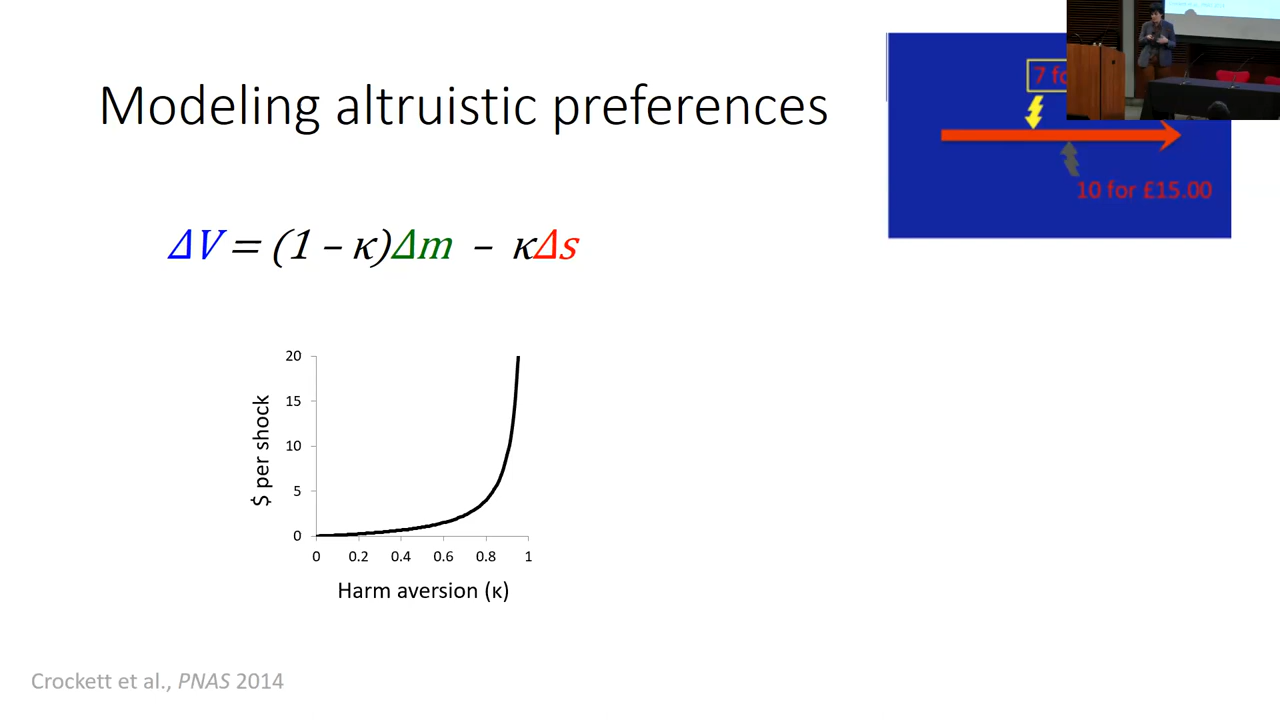 Modeling altruistic preferences
7
10 for £15.00
ΔV = (1 – κ)Δm – κΔs
20
15
10
5
0
$ per shock
0 0.2 0.4 0.6 0.8 1
Harm aversion (κ)
Crockett et al., PNAS 2014